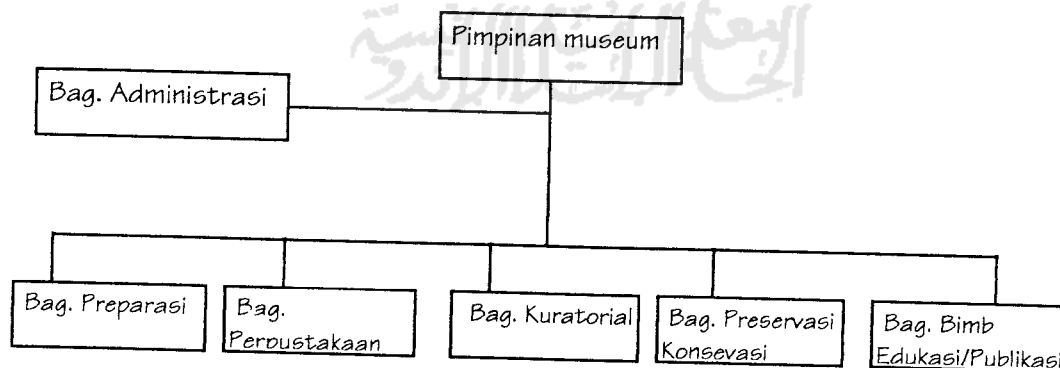 Pimpinan museum
Bag. Administrasi
Bag. Preparasi
Bag.
Perpustakaan
Bag. Kuratorial
Bag. Preservasi
Konsevasi
Bag. Bimb
Edukasi/Publikasi